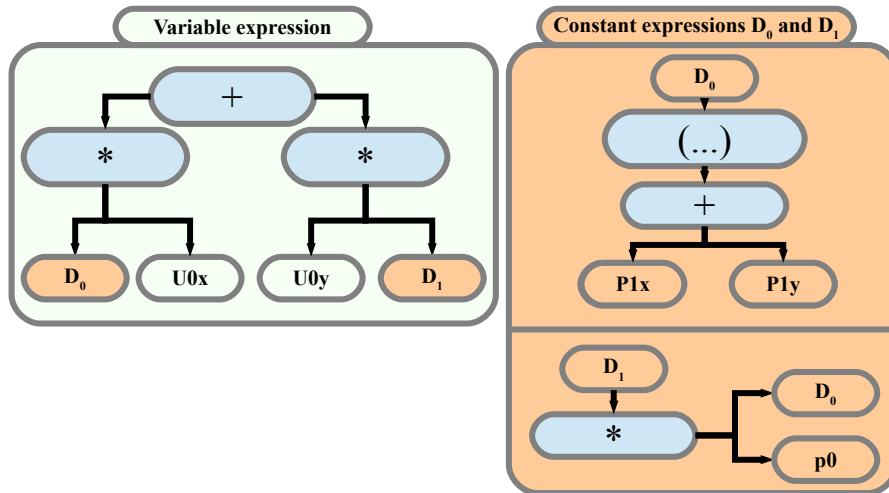 Variable expression
+
*
*
D₀
U0x
U0y
D₁
Constant expressions D₀ and D₁
D₀
(...)
+
P1x
P1y
D₁
*
D₀
p0